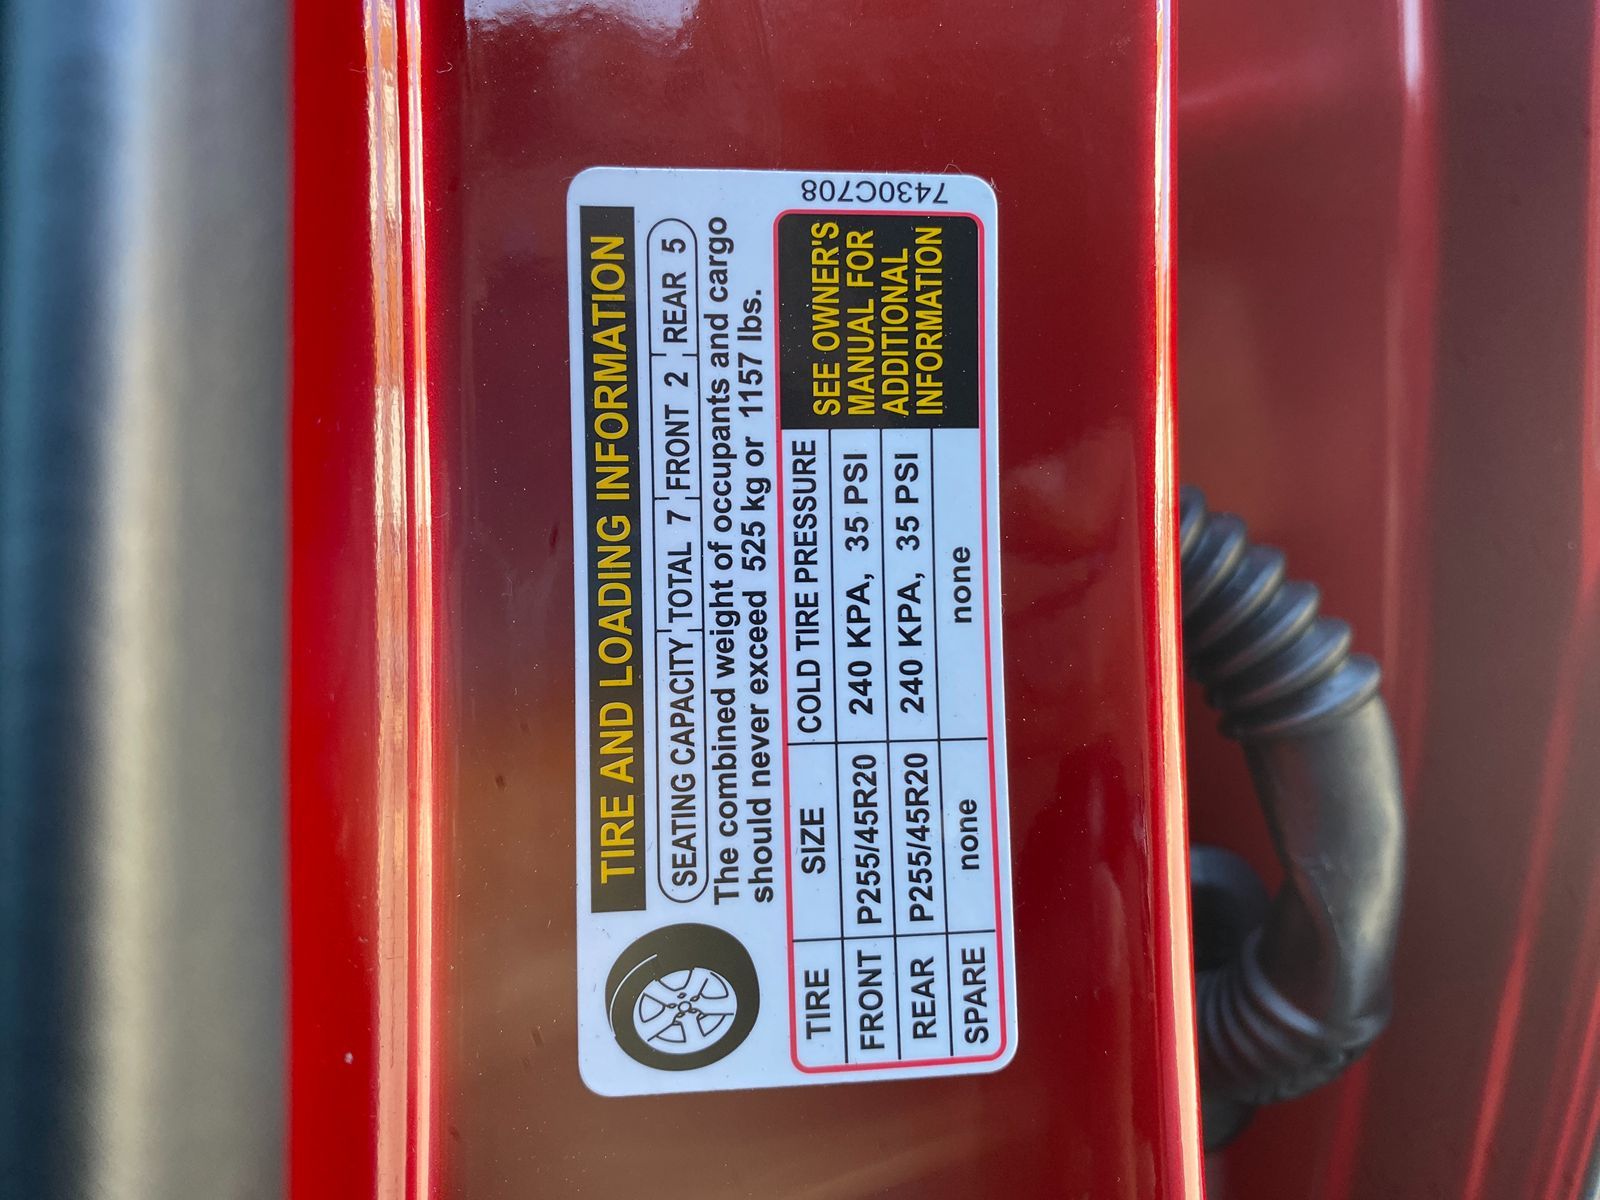 TIRE AND LOADING INFORMATION
SEATING CAPACITY TOTAL 7 FRONT 2 REAR 5
The combined weight of occupants and cargo
should never exceed 525 kg or 1157 lbs.
TIRE SIZE COLD TIRE PRESSURE
FRONT P255/45R20 240 KPA, 35 PSI
REAR P255/45R20 240 KPA, 35 PSI
SPARE none none
SEE OWNER'S
MANUAL FOR
ADDITIONAL
INFORMATION
7430C708